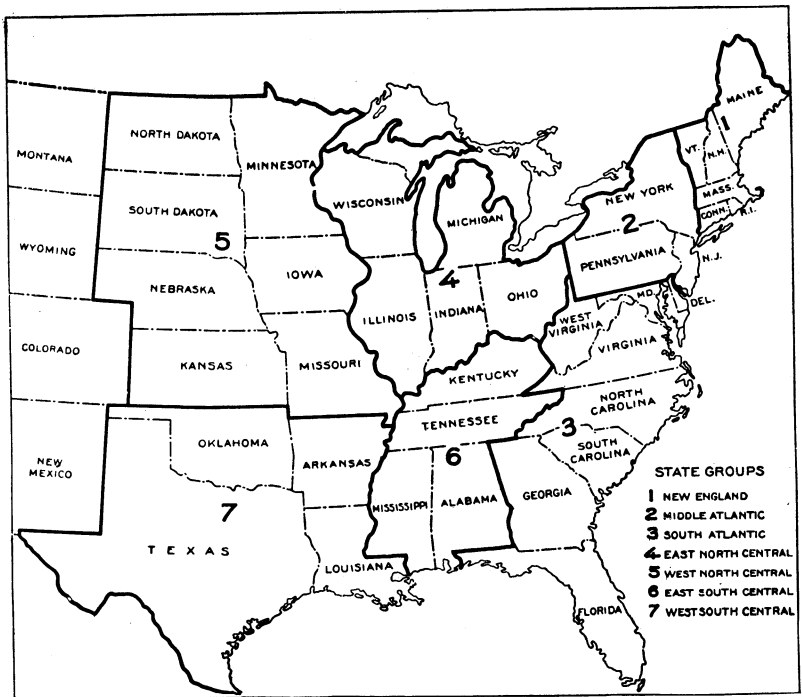 MAINE
1
VT.
N.H.
NORTH DAKOTA
MINNESOTA
MONTANA
MASS.
NEW YORK
WISCONSIN
SOUTH DAKOTA
MICHIGAN
CONN.
R.I.
2
5
WYOMING
PENNSYLVANIA
N.J.
IOWA
4
NEBRASKA
OHIO
MD.
DEL.
ILLINOIS
INDIANA
WEST
VIRGINIA
VIRGINIA
COLORADO
KANSAS
MISSOURI
KENTUCKY
NORTH
CAROLINA
TENNESSEE
3
OKLAHOMA
SOUTH
CAROLINA
6
NEW
MEXICO
ARKANSAS
MISSISSIPPI
ALABAMA
GEORGIA
7
TEXAS
LOUISIANA
FLORIDA
STATE GROUPS
1 NEW ENGLAND
2 MIDDLE ATLANTIC
3 SOUTH ATLANTIC
4 EAST NORTH CENTRAL
5 WEST NORTH CENTRAL
6 EAST SOUTH CENTRAL
7 WEST SOUTH CENTRAL